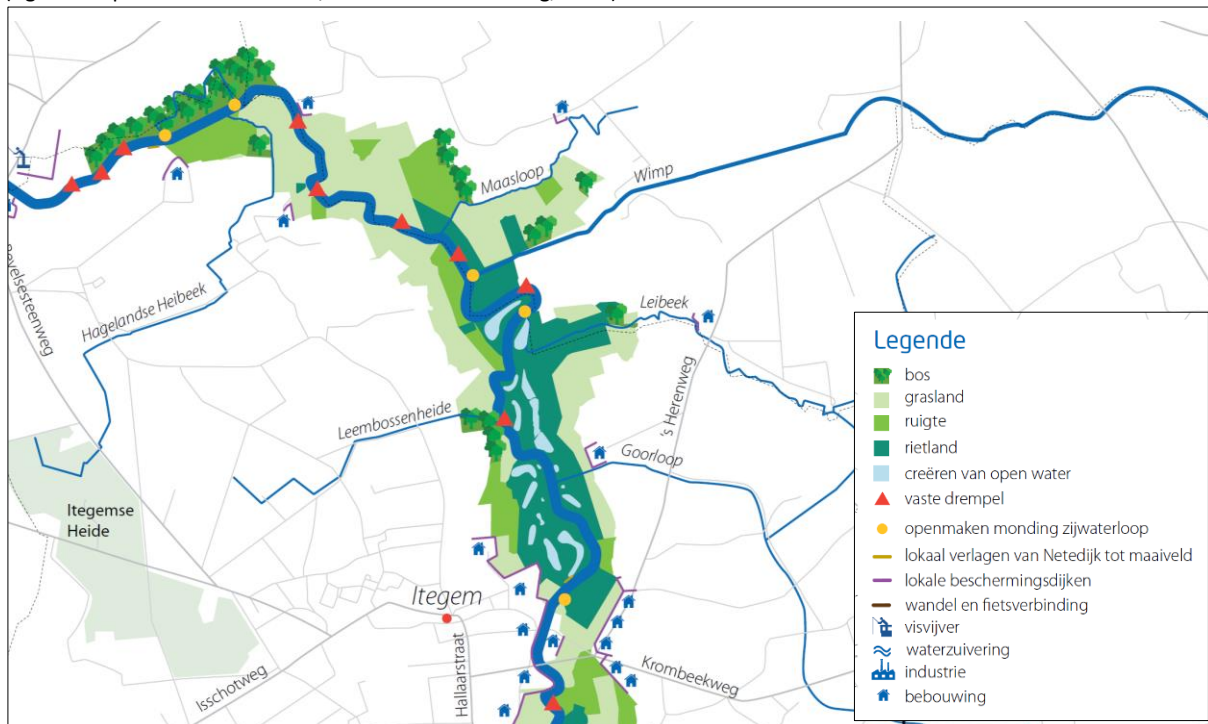 Maasloop
Wimp
Bevelsesteenweg
Hagelandse Heibeek
Leibeek
's Herenweg
Leembossenheide
Goorloop
Itegemse
Heide
Itegem
Hallaarstraat
Isschotweg
Krombeekweg
Legende
bos
grasland
ruigte
rietland
creëren van open water
vaste drempel
openmaken monding zijwaterloop
lokaal verlagen van Netedijk tot maaiveld
lokale beschermingsdijken
wandel en fietsverbinding
visvijver
waterzuivering
industrie
bebouwing